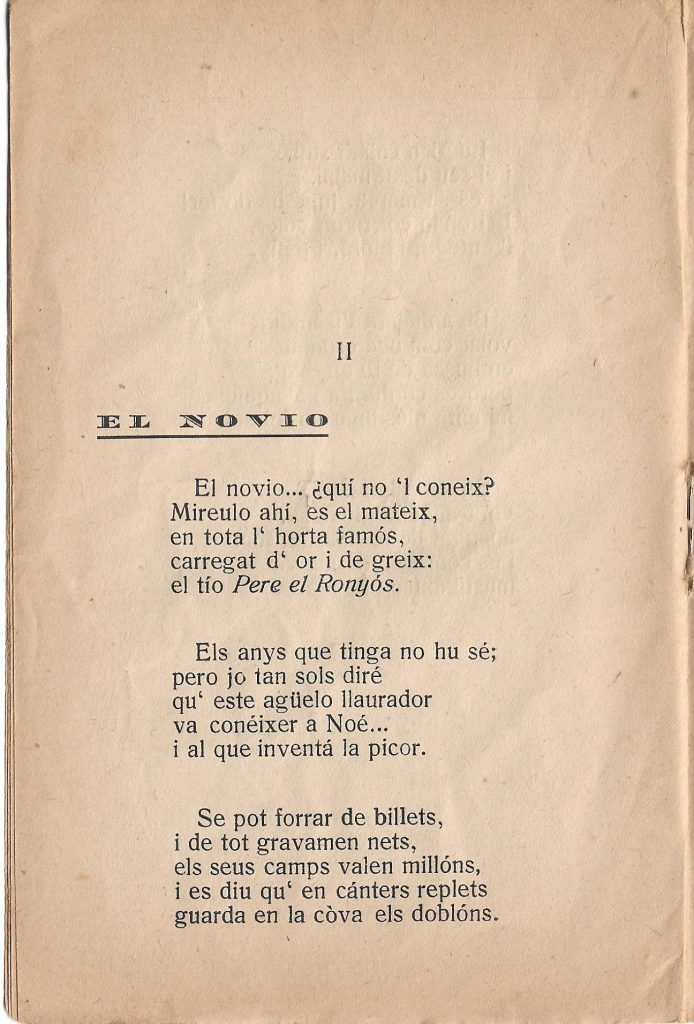 II
EL NOVIO
El novio... ¿quí no ‘l coneix?
Mireulo ahí, es el mateix,
en tota l‘ horta famós,
carregat d‘ or i de greix:
el tío Pere el Ronyós.
Els anys que tinga no hu sé;
pero jo tan sols diré
qu‘ este agüelo llaurador
va conéixer a Noé...
i al que inventá la picor.
Se pot forrar de billets,
i de tot gravamen nets,
els seus camps valen millóns,
i es diu qu‘ en cánters replets
guarda en la còva els doblóns.